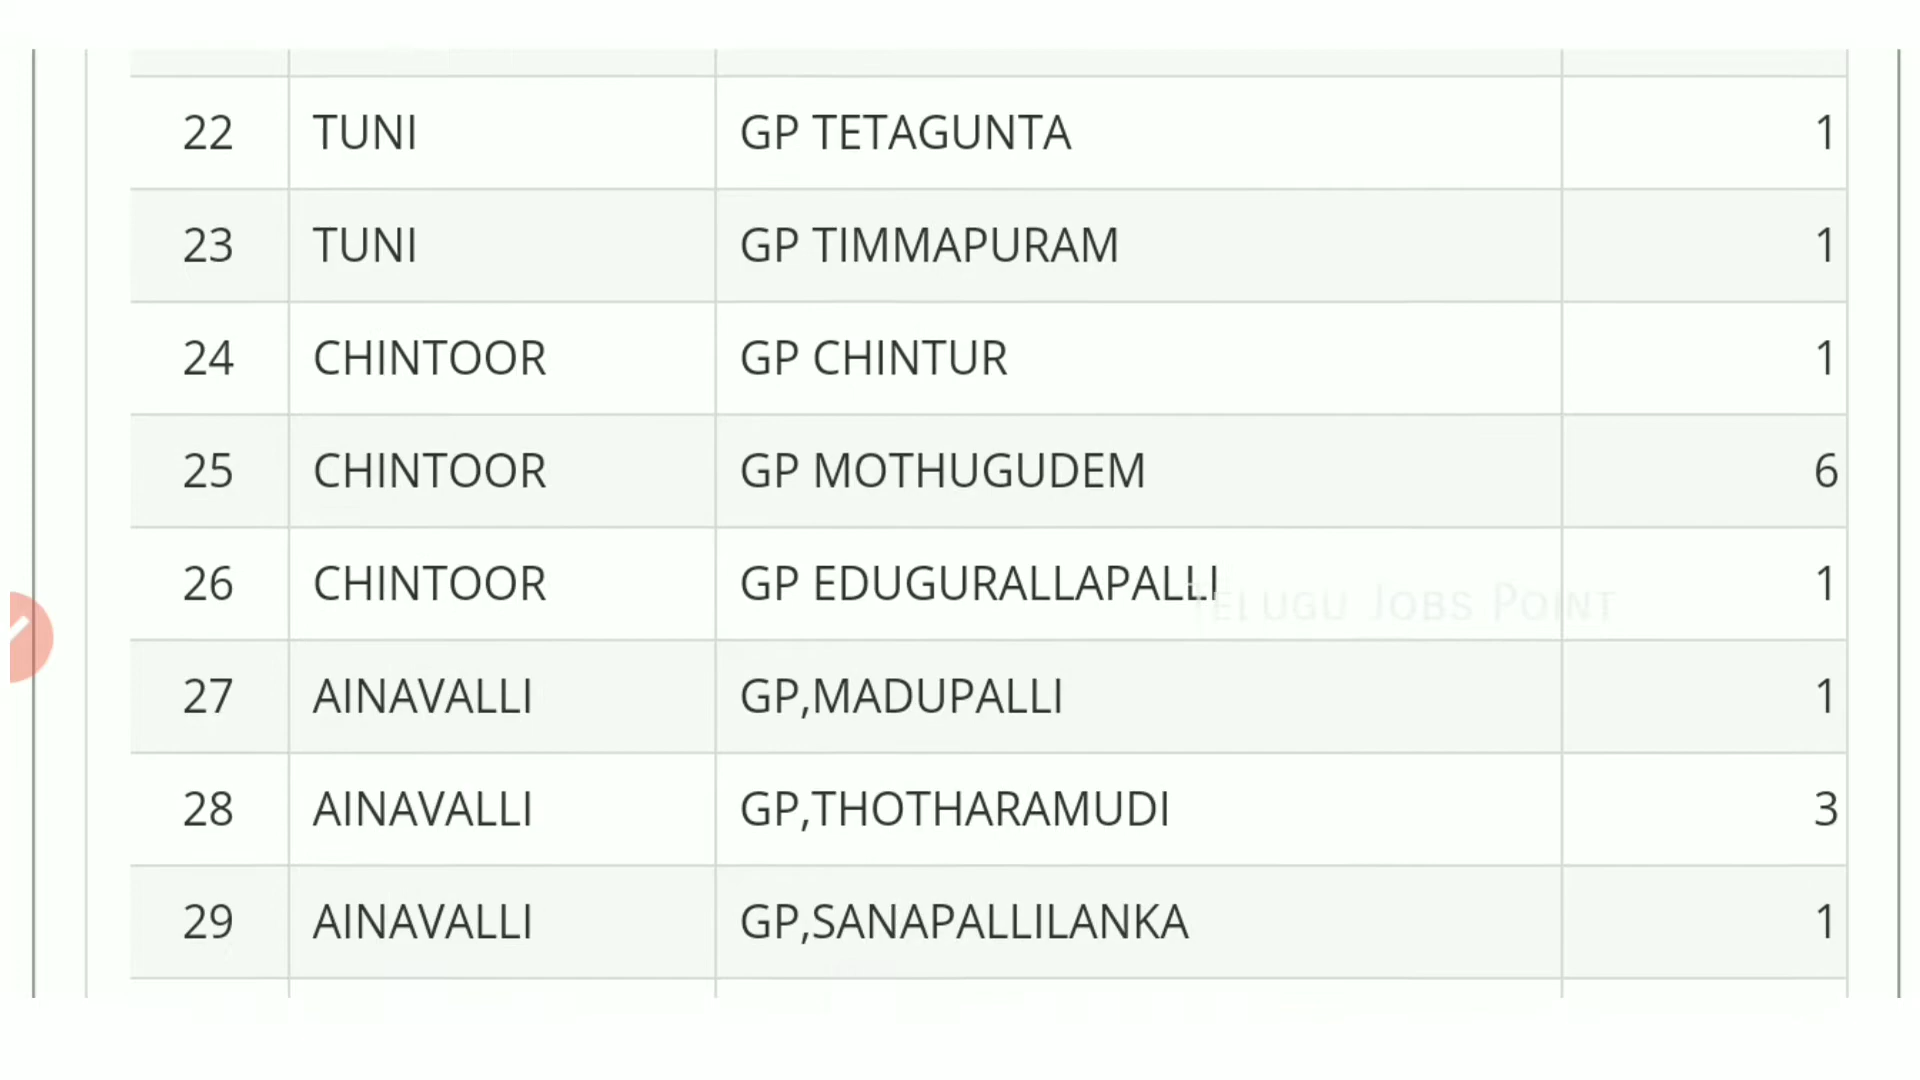 22 TUNI GP TETAGUNTA 1
23 TUNI GP TIMMAPURAM 1
24 CHINTOOR GP CHINTUR 1
25 CHINTOOR GP MOTHUGUDEM 6
26 CHINTOOR GP EDUGURALLAPALLI 1
TELUGU JOBS POINT
27 AINAVALLI GP,MADUPALLI 1
28 AINAVALLI GP,THOTHARAMUDI 3
29 AINAVALLI GP,SANAPALLILANKA 1